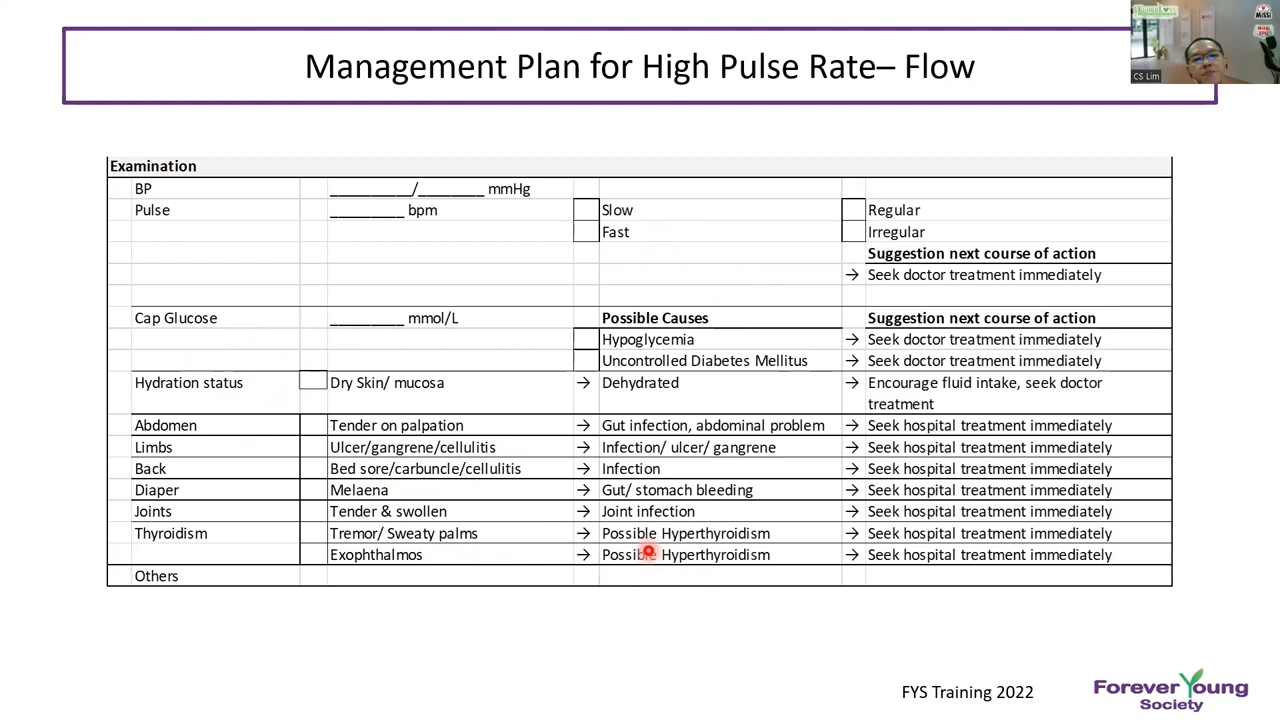 Management Plan for High Pulse Rate– Flow
CS Lim
MiSSi
Examination
BP __________/________ mmHg
Pulse _________ bpm Slow Regular
Fast Irregular
Suggestion next course of action
→ Seek doctor treatment immediately
Cap Glucose _________ mmol/L Possible Causes Suggestion next course of action
Hypoglycemia → Seek doctor treatment immediately
Uncontrolled Diabetes Mellitus → Seek doctor treatment immediately
Hydration status Dry Skin/ mucosa → Dehydrated → Encourage fluid intake, seek doctor
treatment
Abdomen Tender on palpation → Gut infection, abdominal problem → Seek hospital treatment immediately
Limbs Ulcer/gangrene/cellulitis → Infection/ ulcer/ gangrene → Seek hospital treatment immediately
Back Bed sore/carbuncle/cellulitis → Infection → Seek hospital treatment immediately
Diaper Melaena → Gut/ stomach bleeding → Seek hospital treatment immediately
Joints Tender & swollen → Joint infection → Seek hospital treatment immediately
Thyroidism Tremor/ Sweaty palms → Possible Hyperthyroidism → Seek hospital treatment immediately
Exophthalmos → Possible Hyperthyroidism → Seek hospital treatment immediately
Others
FYS Training 2022
Forever Young
Society